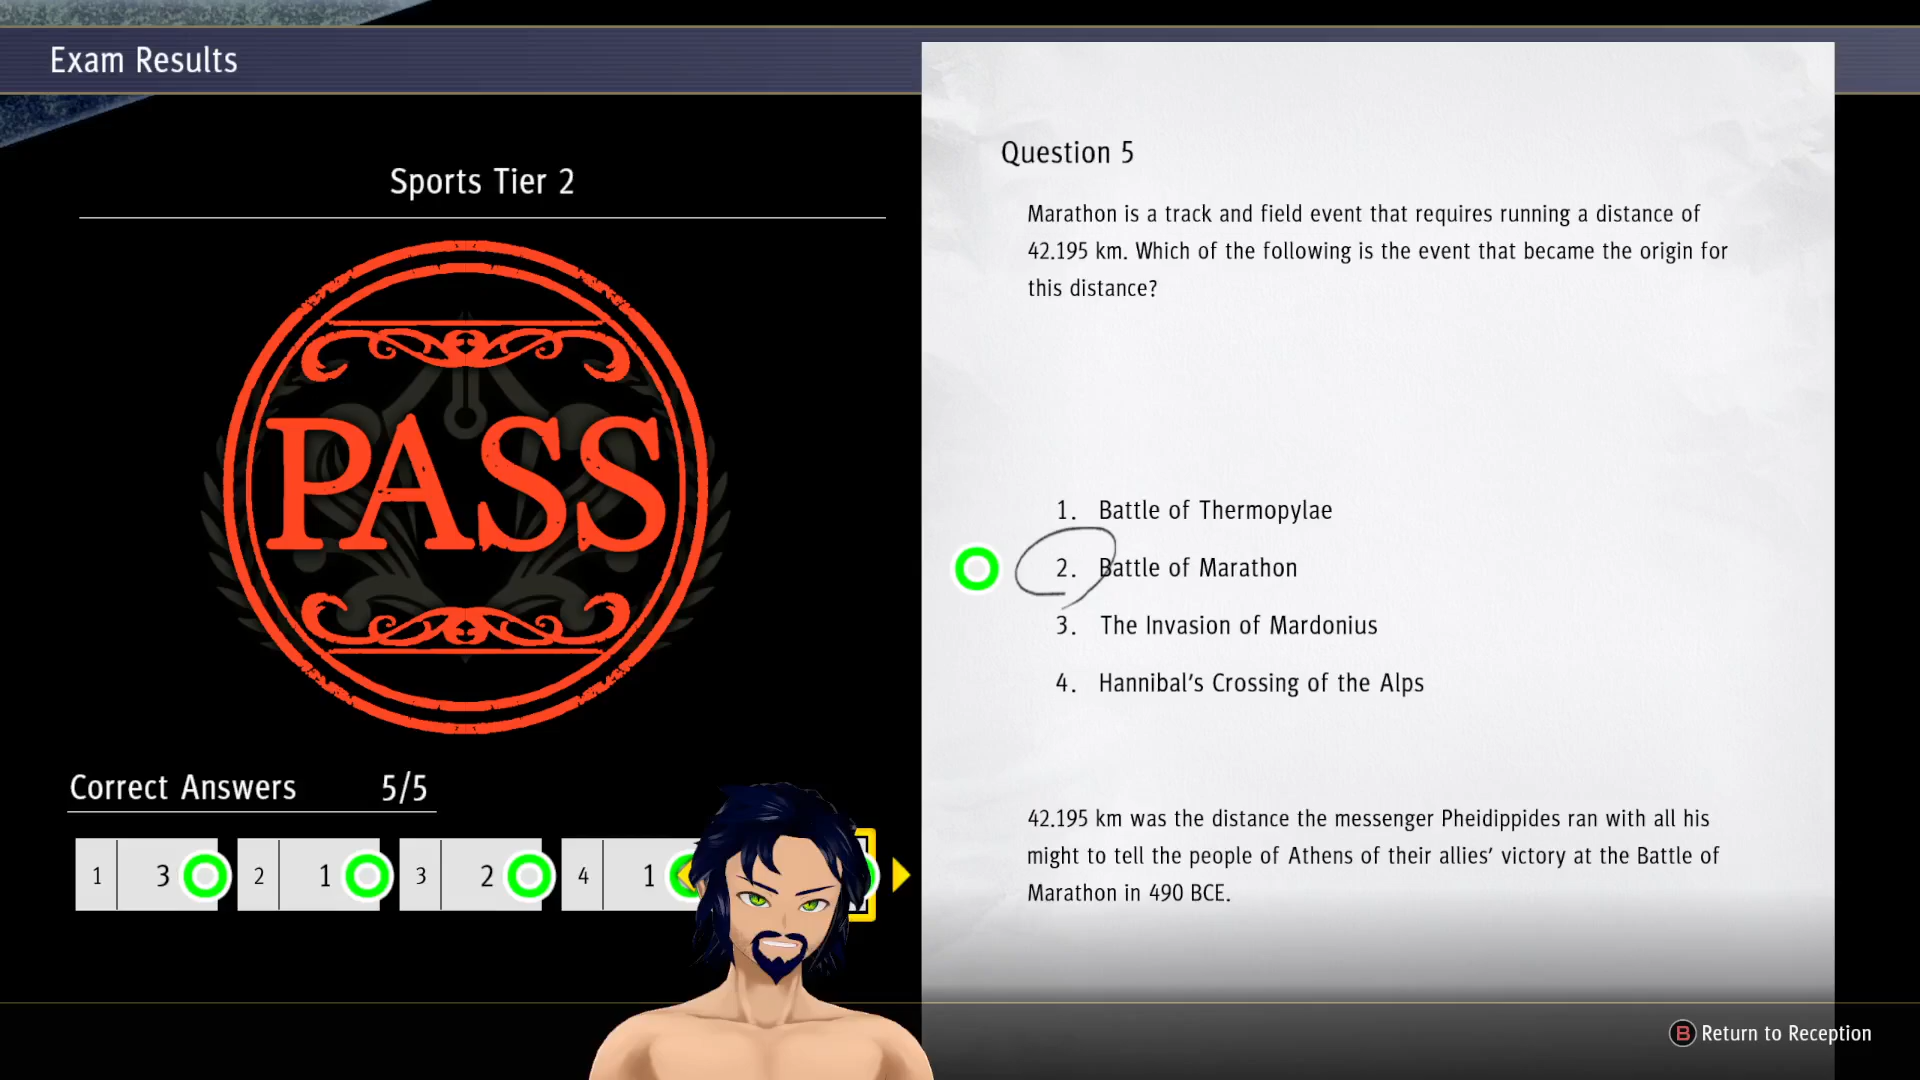 Exam Results
Sports Tier 2
PASS
Correct Answers 5/5
1 3 2 1 3 2 4 1
Question 5
Marathon is a track and field event that requires running a distance of
42.195 km. Which of the following is the event that became the origin for
this distance?
1. Battle of Thermopylae
2. Battle of Marathon
3. The Invasion of Mardonius
4. Hannibal's Crossing of the Alps
42.195 km was the distance the messenger Pheidippides ran with all his
might to tell the people of Athens of their allies' victory at the Battle of
Marathon in 490 BCE.
B Return to Reception